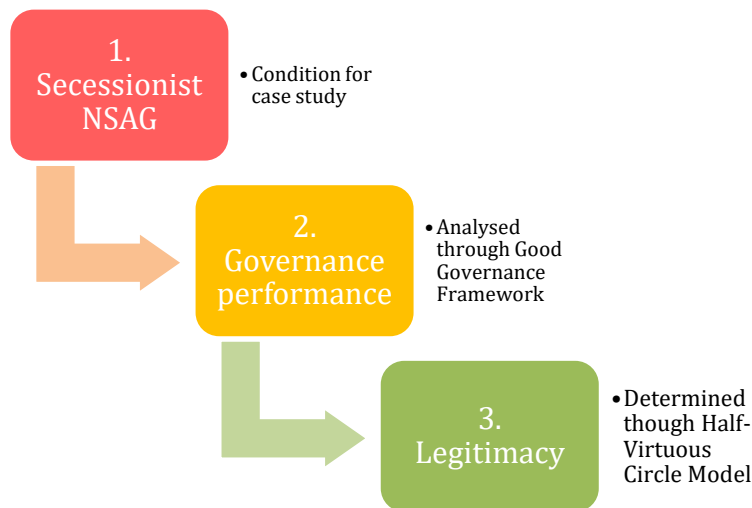 1.
Secessionist
NSAG
•Condition for
case study
2.
Governance
performance
•Analysed
through Good
Governance
Framework
3.
Legitimacy
•Determined
though Half-
Virtuous
Circle Model